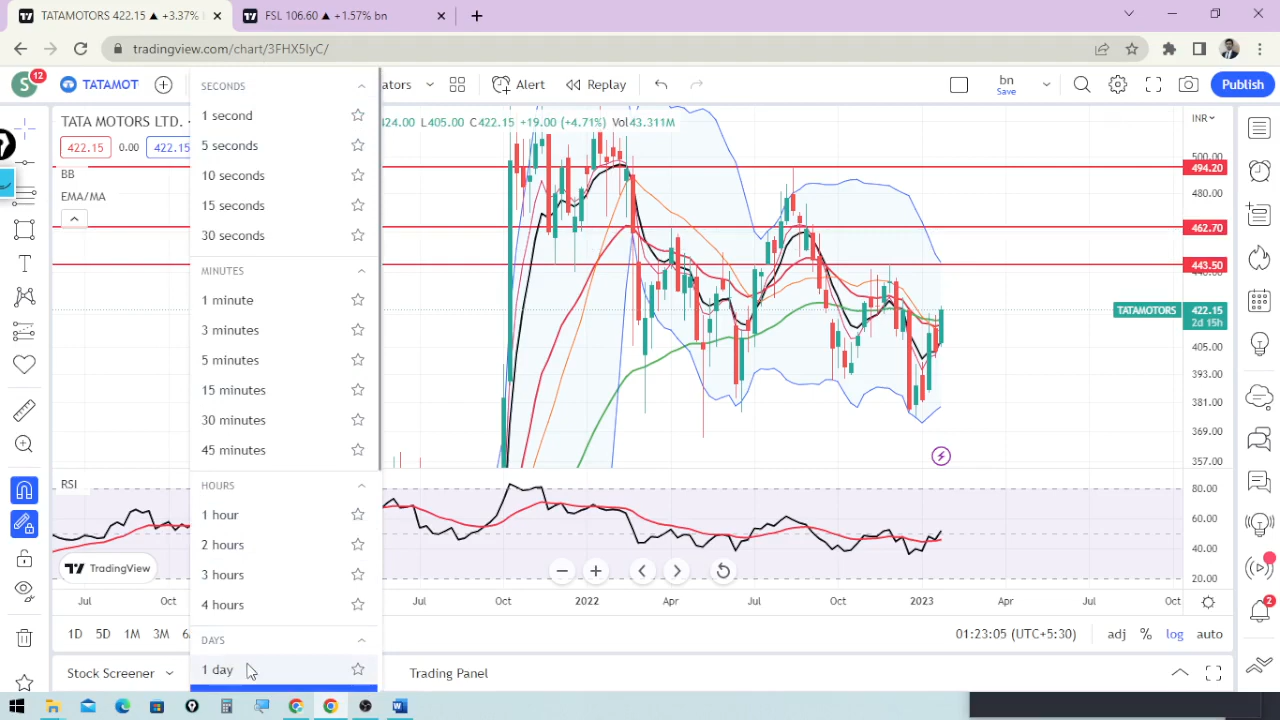 TATAMOTORS 422.15 ▲ +3.37%
FSL 106.60 ▲ +1.57% bn
tradingview.com/chart/3FHX5IyC/
S
12
TATAMOT
ators
Alert
Replay
bn
Save
Publish
TATA MOTORS LTD.
424.00 L405.00 C422.15 +19.00 (+4.71%) Vol43.311M
INR
422.15
0.00
422.15
BB
EMA/MA
SECONDS
1 second
5 seconds
10 seconds
15 seconds
30 seconds
MINUTES
1 minute
3 minutes
5 minutes
15 minutes
30 minutes
45 minutes
HOURS
1 hour
2 hours
3 hours
4 hours
DAYS
1 day
500.00
494.20
480.00
462.70
443.50
TATAMOTORS
422.15
2d 15h
405.00
393.00
381.00
369.00
357.00
RSI
80.00
60.00
40.00
20.00
TradingView
Jul
Oct
Jul
Oct
2022
Apr
Jul
Oct
2023
Apr
Jul
Oct
1D 5D 1M 3M
01:23:05 (UTC+5:30)
adj % log auto
Stock Screener
Trading Panel
2